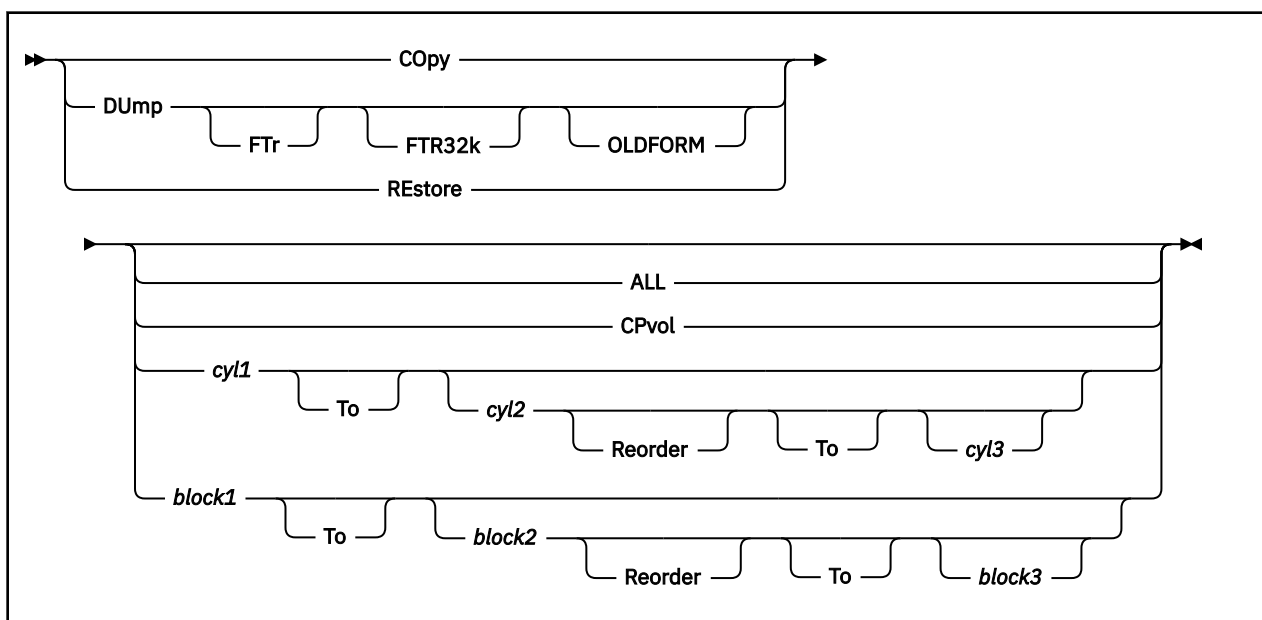 COpy
DUmp
FTr FTR32k OLDFORM
REstore
ALL
CPvol
cyl1
To cyl2
Reorder To cyl3
block1
To block2
Reorder To block3